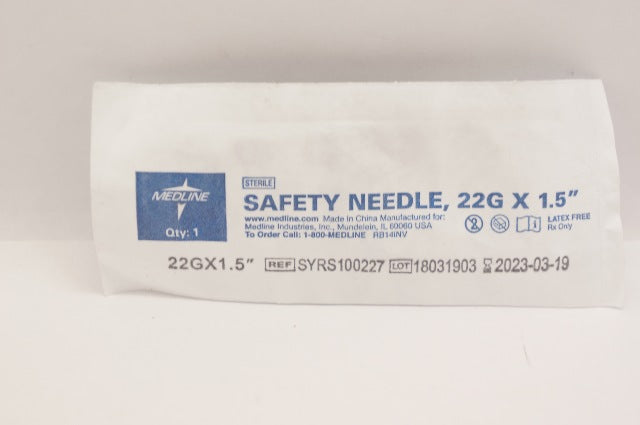 MEDLINE
Qty: 1
STERILE
SAFETY NEEDLE, 22G X 1.5"
www.medline.com Made in China Manufactured for:
Medline Industries, Inc., Mundelein, IL 60060 USA
To Order Call: 1-800-MEDLINE RB14INV
LATEX FREE
Rx Only
22GX1.5" REF SYRS100227 LOT 18031903 2023-03-19